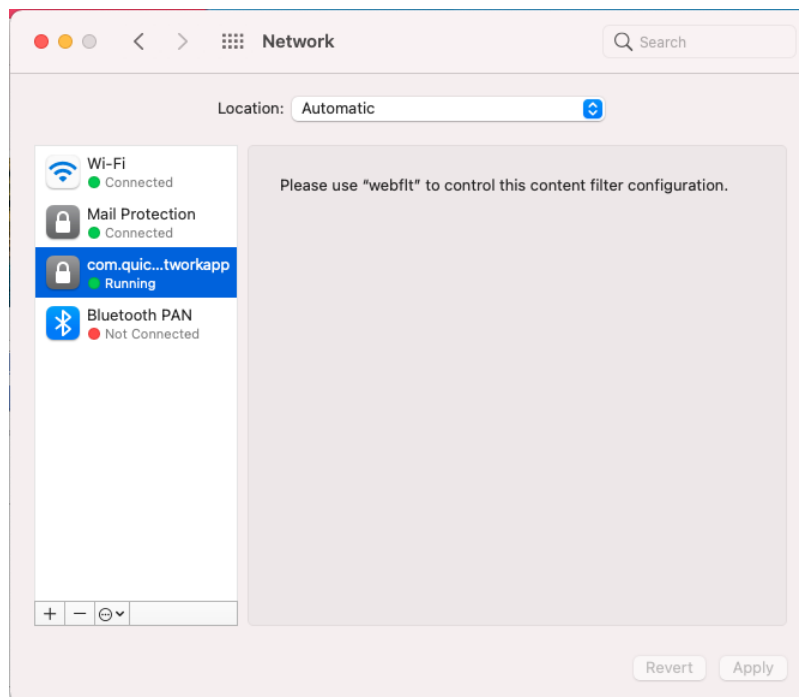 Network
Search
Location: Automatic
Wi-Fi
Connected
Mail Protection
Connected
com.quic...tworkapp
Running
Bluetooth PAN
Not Connected
Please use “webflt” to control this content filter configuration.
Revert
Apply